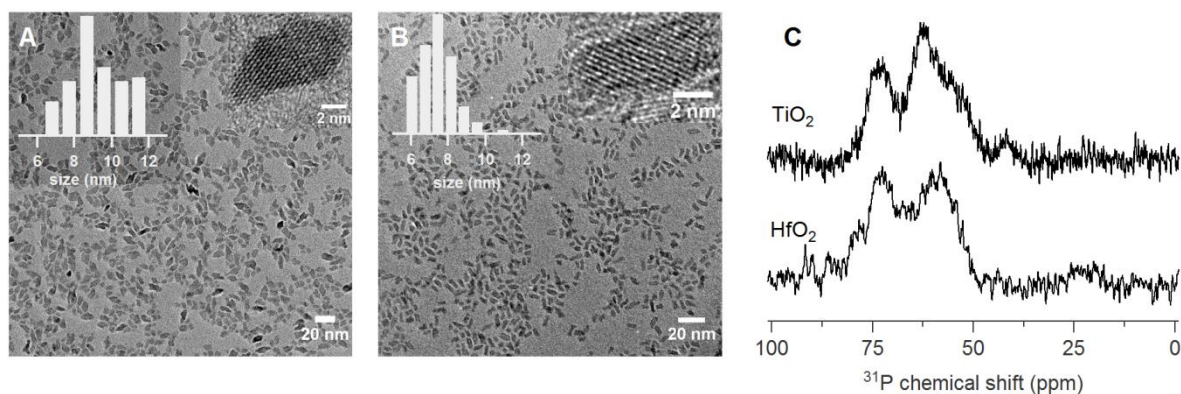 A
6 8 10 12
size (nm)
2 nm
20 nm
B
6 8 10 12
size (nm)
2 nm
20 nm
C
TiO₂
HfO₂
100 75 50 25 0
³¹P chemical shift (ppm)